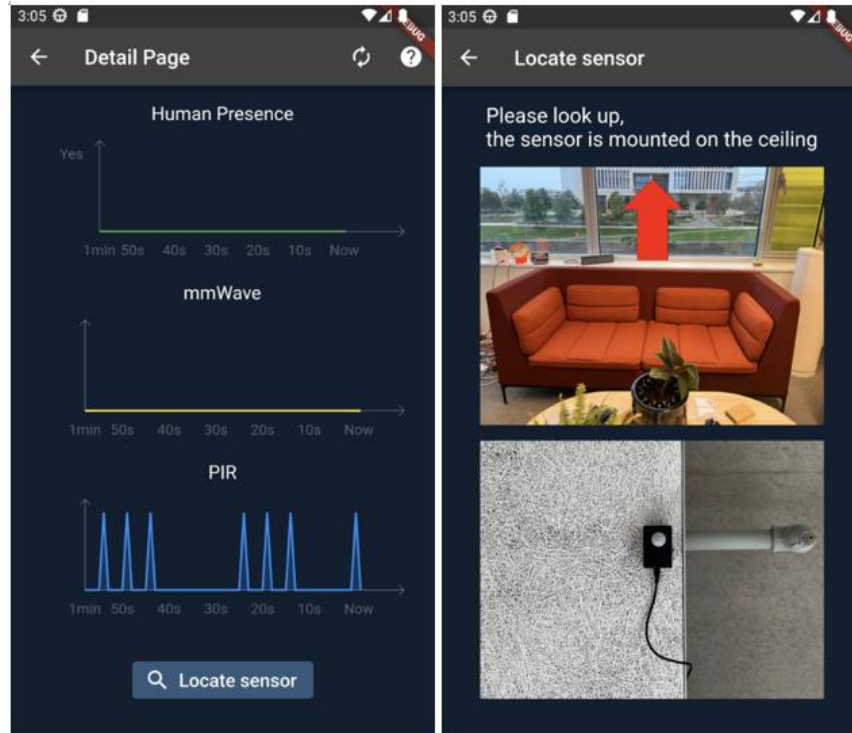 3:05
Detail Page
Human Presence
Yes
1min 50s 40s 30s 20s 10s Now
mmWave
1min 50s 40s 30s 20s 10s Now
PIR
1min 50s 40s 30s 20s 10s Now
Locate sensor
3:05
Locate sensor
Please look up,
the sensor is mounted on the ceiling